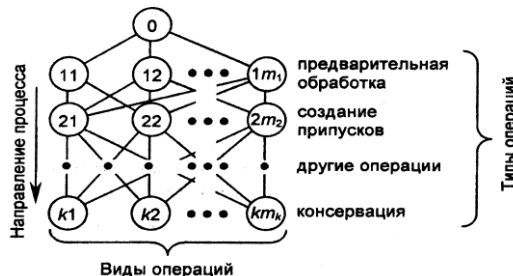 0
11 12 ••• 1m₁ предварительная
обработка
21 22 ••• 2m₂ создание
припусков
• • • ••• • другие операции
k1 k2 ••• kmₖ консервация
Направление процесса
Типы операций
Виды операций